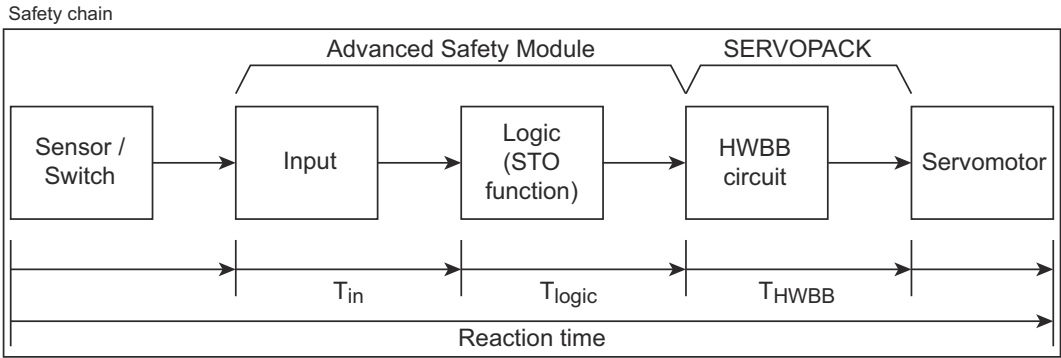 Safety chain
Advanced Safety Module
SERVOPACK
Sensor /
Switch
Input
Logic
(STO
function)
HWBB
circuit
Servomotor
Tin
Tlogic
THWBB
Reaction time